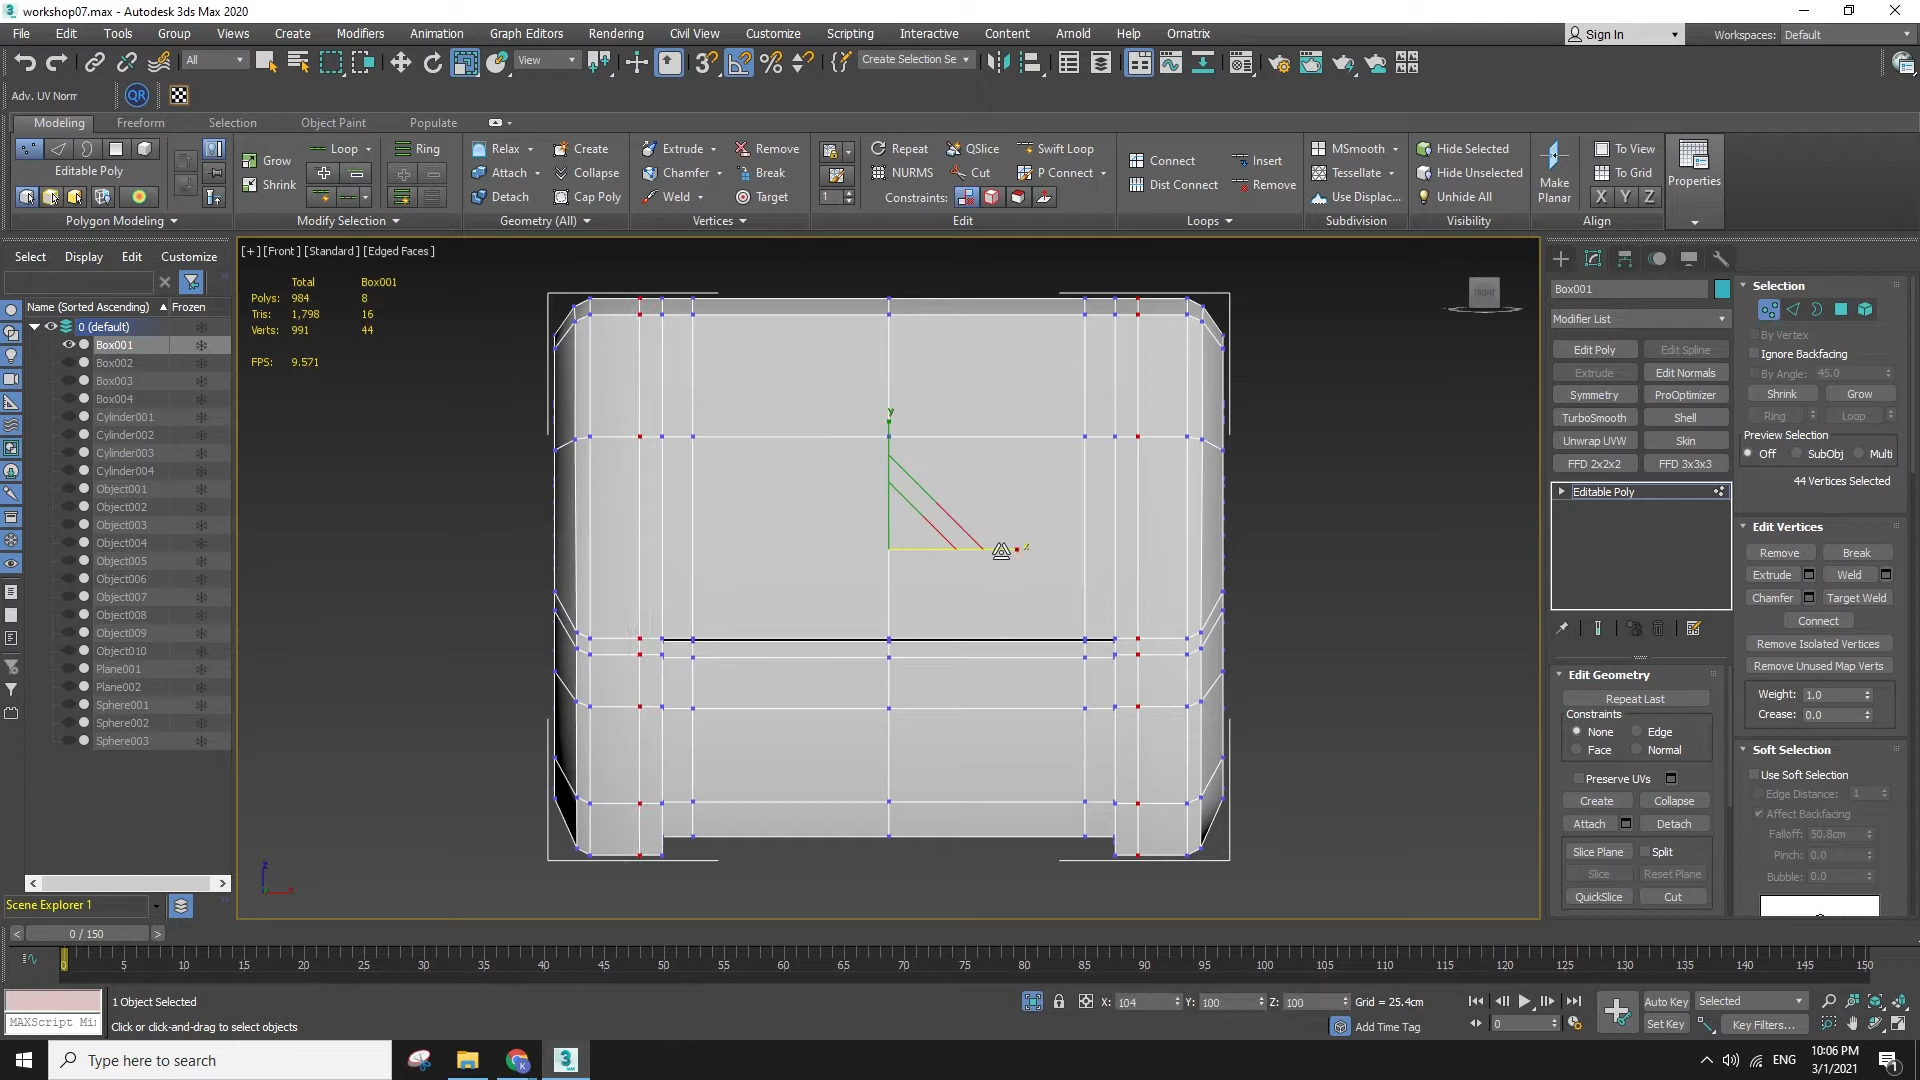 workshop07.max - Autodesk 3ds Max 2020
File Edit Tools Group Views Create Modifiers Animation Graph Editors Rendering Civil View Customize Scripting Interactive Content Arnold Help Ornatrix Sign In Workspaces: Default
All View Create Selection Se
Adv. UV Norm QR
Modeling Freeform Selection Object Paint Populate
Loop Ring Relax Create Extrude Remove Repeat QSlice Swift Loop MSmooth Hide Selected To View
Editable Poly Grow Attach Collapse Chamfer Break NURMS Cut P Connect Connect Insert Tessellate Hide Unselected Make Planar To Grid Properties
Shrink Detach Cap Poly Weld Target 1 Constraints: Dist Connect Remove Use Displac... Unhide All X Y Z
Polygon Modeling Modify Selection Geometry (All) Vertices Edit Loops Subdivision Visibility Align
Select Display Edit Customize
Name (Sorted Ascending) Frozen
0 (default)
Box001
Box002
Box003
Box004
Cylinder001
Cylinder002
Cylinder003
Cylinder004
Object001
Object002
Object003
Object004
Object005
Object006
Object007
Object008
Object009
Object010
Plane001
Plane002
Sphere001
Sphere002
Sphere003
Scene Explorer 1
[+] [Front] [Standard] [Edged Faces]
Total Box001
Polys: 984 8
Tris: 1,798 16
Verts: 991 44
FPS: 9.571
FRONT
y
x
z
x
Box001
Modifier List
Edit Poly Edit Spline
Extrude Edit Normals
Symmetry ProOptimizer
TurboSmooth Shell
Unwrap UVW Skin
FFD 2x2x2 FFD 3x3x3
Editable Poly
Edit Geometry
Repeat Last
Constraints
None Edge
Face Normal
Preserve UVs
Create Collapse
Attach Detach
Slice Plane Split
Slice Reset Plane
QuickSlice Cut
Selection
By Vertex
Ignore Backfacing
By Angle: 45.0
Shrink Grow
Ring Loop
Preview Selection
Off SubObj Multi
44 Vertices Selected
Edit Vertices
Remove Break
Extrude Weld
Chamfer Target Weld
Connect
Remove Isolated Vertices
Remove Unused Map Verts
Weight: 1.0
Crease: 0.0
Soft Selection
Use Soft Selection
Edge Distance: 1
Affect Backfacing
Falloff: 50.8cm
Pinch: 0.0
Bubble: 0.0
< 0 / 150 >
0 5 10 15 20 25 30 35 40 45 50 55 60 65 70 75 80 85 90 95 100 105 110 115 120 125 130 135 140 145 150
1 Object Selected X: 104 Y: 100 Z: 100 Grid = 25.4cm Auto Key Selected
MAXScript Mi Click or click-and-drag to select objects Add Time Tag 0 Set Key Key Filters...
Type here to search ENG 10:06 PM
3/1/2021
1